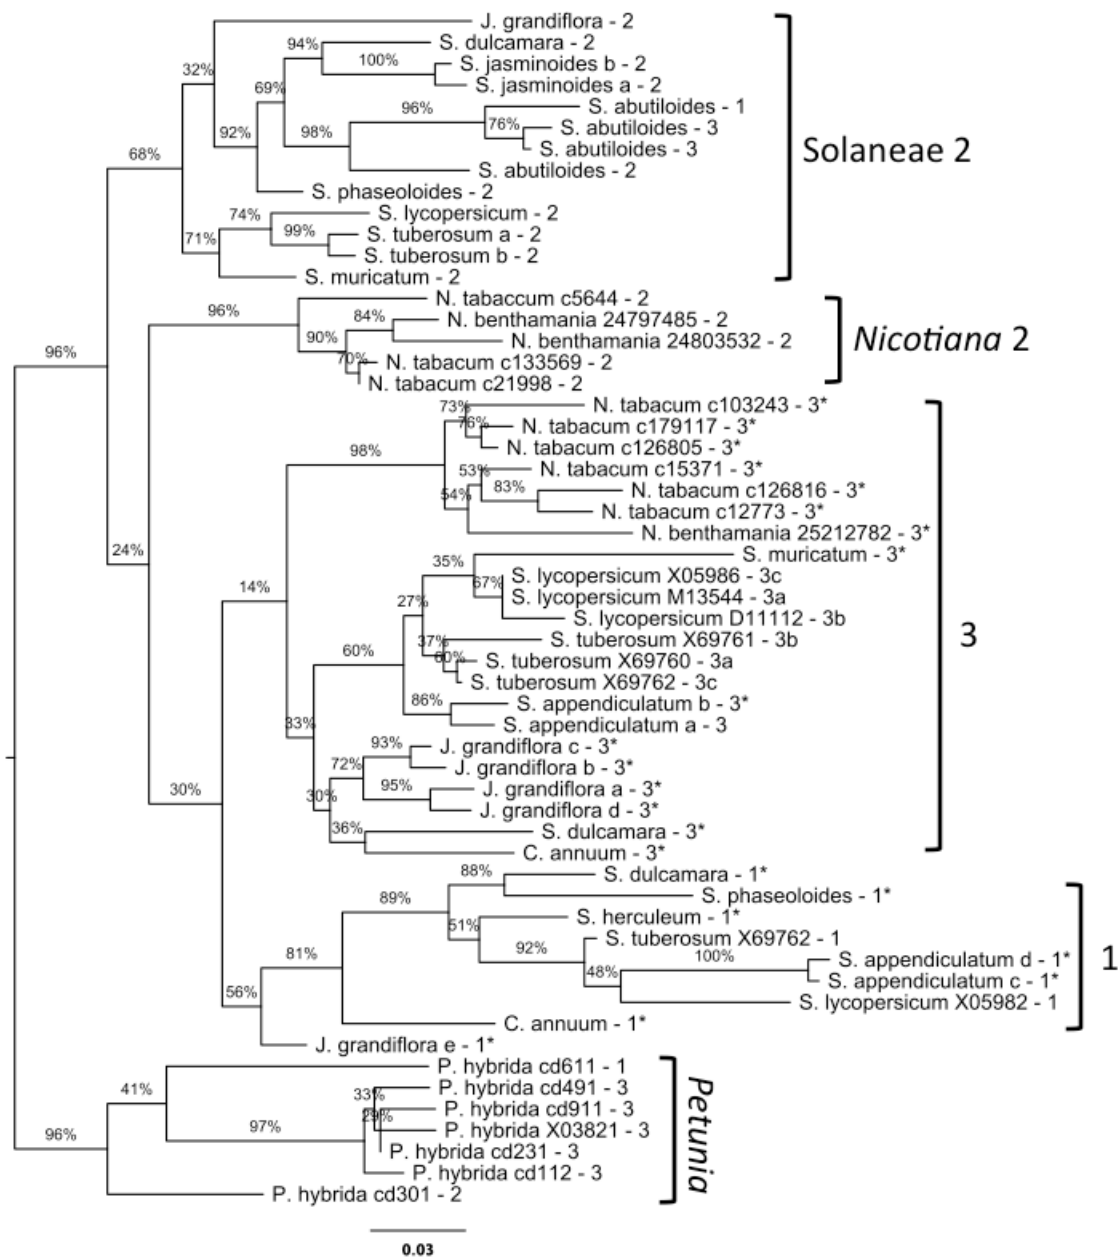 J. grandiflora - 2
94%
S. dulcamara - 2
100%
S. jasminoides b - 2
32%
S. jasminoides a - 2
69%
96%
S. abutiloides - 1
76%
S. abutiloides - 3
92%
98%
S. abutiloides - 3
Solaneae 2
68%
S. abutiloides - 2
S. phaseoloides - 2
74%
S. lycopersicum - 2
99%
S. tuberosum a - 2
71%
S. tuberosum b - 2
S. muricatum - 2
96%
N. tabaccum c5644 - 2
84%
N. benthamania 24797485 - 2
90%
N. benthamania 24803532 - 2
Nicotiana 2
96%
70%
N. tabacum c133569 - 2
N. tabacum c21998 - 2
73%
N. tabacum c103243 - 3*
76%
N. tabacum c179117 - 3*
98%
N. tabacum c126805 - 3*
53%
N. tabacum c15371 - 3*
83%
N. tabacum c126816 - 3*
54%
N. tabacum c12773 - 3*
N. benthamania 25212782 - 3*
24%
35%
S. muricatum - 3*
67%
S. lycopersicum X05986 - 3c
14%
27%
S. lycopersicum M13544 - 3a
S. lycopersicum D11112 - 3b
37%
S. tuberosum X69761 - 3b
3
60%
60%
S. tuberosum X69760 - 3a
S. tuberosum X69762 - 3c
86%
S. appendiculatum b - 3*
33%
S. appendiculatum a - 3
93%
J. grandiflora c - 3*
72%
J. grandiflora b - 3*
30%
95%
J. grandiflora a - 3*
30%
J. grandiflora d - 3*
36%
S. dulcamara - 3*
C. annuum - 3*
88%
S. dulcamara - 1*
89%
S. phaseoloides - 1*
51%
S. herculeum - 1*
92%
S. tuberosum X69762 - 1
81%
100%
S. appendiculatum d - 1*
1
48%
S. appendiculatum c - 1*
56%
S. lycopersicum X05982 - 1
C. annuum - 1*
J. grandiflora e - 1*
P. hybrida cd611 - 1
41%
33%
P. hybrida cd491 - 3
29%
P. hybrida cd911 - 3
97%
P. hybrida X03821 - 3
Petunia
96%
P. hybrida cd231 - 3
P. hybrida cd112 - 3
P. hybrida cd301 - 2
0.03